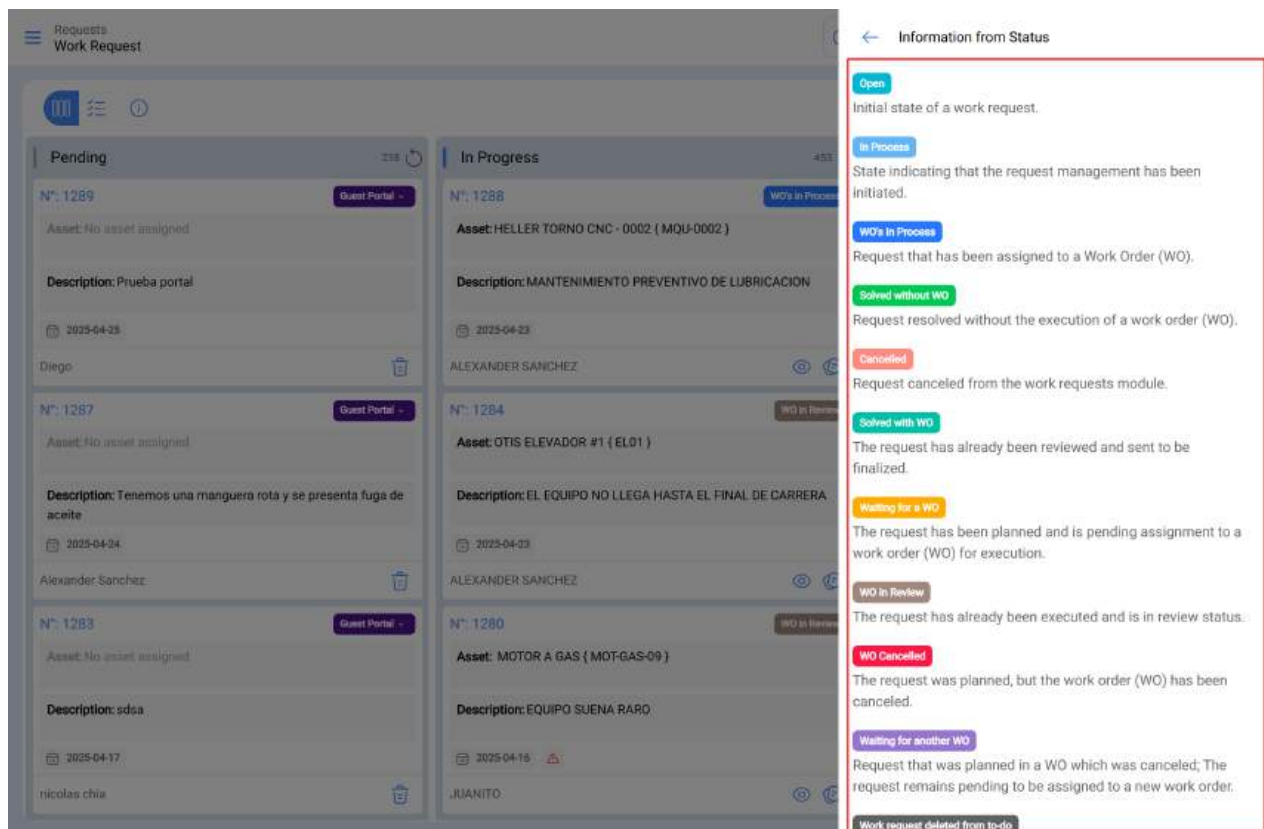 Requests
Work Request
Pending
238
N°: 1289
Guest Portal
Asset: No asset assigned
Description: Prueba portal
2025-04-25
Diego
N°: 1287
Guest Portal
Asset: No asset assigned
Description: Tenemos una manguera rota y se presenta fuga de
aceite
2025-04-24
Alexander Sanchez
N°: 1283
Guest Portal
Asset: No asset assigned
Description: sdsa
2025-04-17
nicolas chia
In Progress
453
N°: 1288
WO's in Process
Asset: HELLER TORNO CNC - 0002 { MQU-0002 }
Description: MANTENIMIENTO PREVENTIVO DE LUBRICACION
2025-04-23
ALEXANDER SANCHEZ
N°: 1284
WO in Review
Asset: OTIS ELEVADOR #1 { EL01 }
Description: EL EQUIPO NO LLEGA HASTA EL FINAL DE CARRERA
2025-04-23
ALEXANDER SANCHEZ
N°: 1280
WO in Review
Asset: MOTOR A GAS { MOT-GAS-09 }
Description: EQUIPO SUENA RARO
2025-04-16
JUANITO
Information from Status
Open
Initial state of a work request.
In Process
State indicating that the request management has been
initiated.
WO's In Process
Request that has been assigned to a Work Order (WO).
Solved without WO
Request resolved without the execution of a work order (WO).
Cancelled
Request canceled from the work requests module.
Solved with WO
The request has already been reviewed and sent to be
finalized.
Waiting for a WO
The request has been planned and is pending assignment to a
work order (WO) for execution.
WO in Review
The request has already been executed and is in review status.
WO Cancelled
The request was planned, but the work order (WO) has been
canceled.
Waiting for another WO
Request that was planned in a WO which was canceled; The
request remains pending to be assigned to a new work order.
Work request deleted from to-do